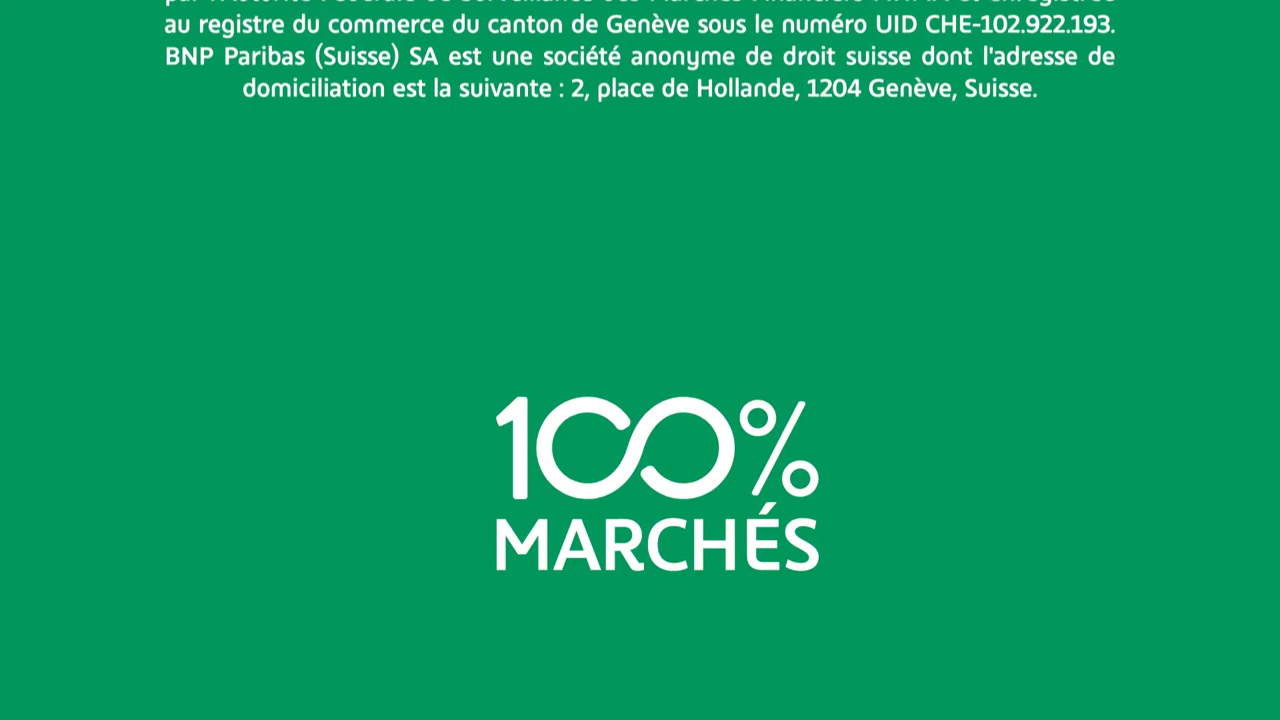 au registre du commerce du canton de Genève sous le numéro UID CHE-102.922.193.
BNP Paribas (Suisse) SA est une société anonyme de droit suisse dont l'adresse de
domiciliation est la suivante : 2, place de Hollande, 1204 Genève, Suisse.
100%
MARCHÉS